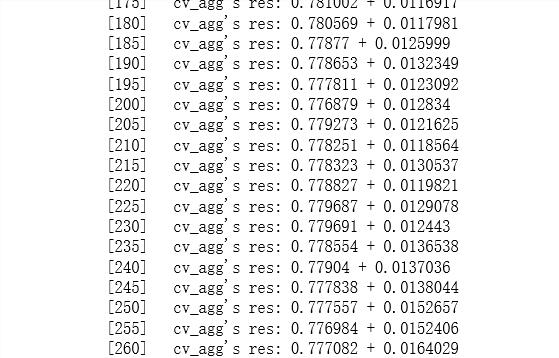 [175] cv_agg's res: 0.781002 + 0.0116917
[180] cv_agg's res: 0.780569 + 0.0117981
[185] cv_agg's res: 0.77877 + 0.0125999
[190] cv_agg's res: 0.778653 + 0.0132349
[195] cv_agg's res: 0.777811 + 0.0123092
[200] cv_agg's res: 0.776879 + 0.012834
[205] cv_agg's res: 0.779273 + 0.0121625
[210] cv_agg's res: 0.778251 + 0.0118564
[215] cv_agg's res: 0.778323 + 0.0130537
[220] cv_agg's res: 0.778827 + 0.0119821
[225] cv_agg's res: 0.779687 + 0.0129078
[230] cv_agg's res: 0.779691 + 0.012443
[235] cv_agg's res: 0.778554 + 0.0136538
[240] cv_agg's res: 0.77904 + 0.0137036
[245] cv_agg's res: 0.777838 + 0.0138044
[250] cv_agg's res: 0.777557 + 0.0152657
[255] cv_agg's res: 0.776984 + 0.0152406
[260] cv_agg's res: 0.777082 + 0.0164029